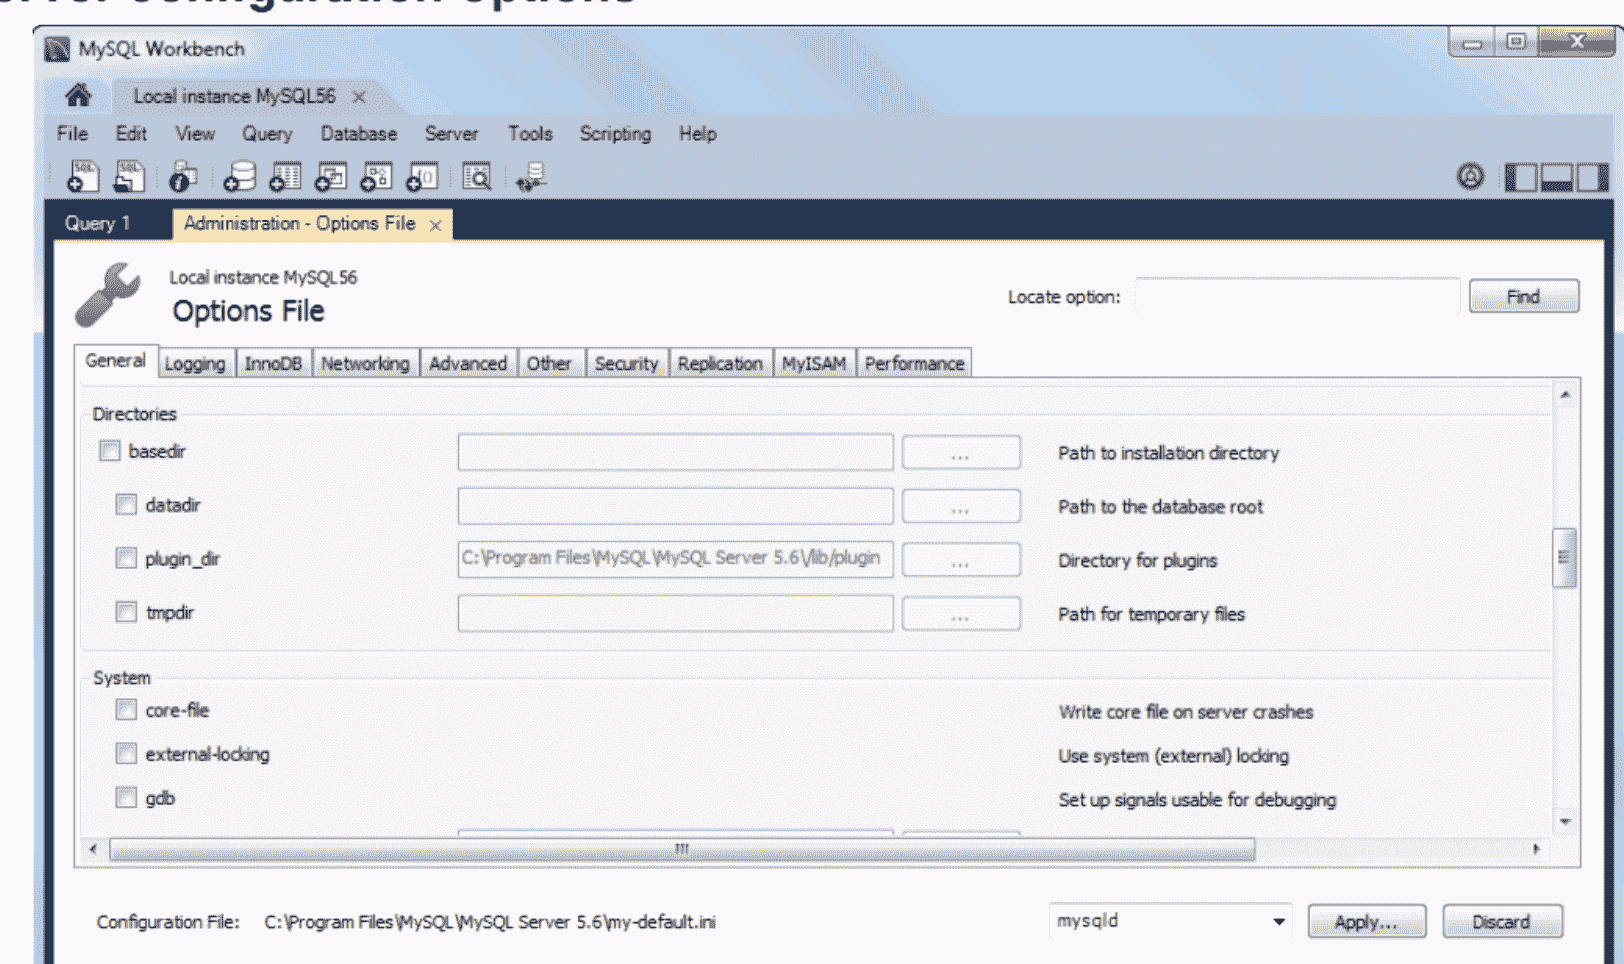 MySQL Workbench
Local instance MySQL56
File Edit View Query Database Server Tools Scripting Help
Query 1 Administration - Options File
Local instance MySQL56
Options File
Locate option: Find
General Logging InnoDB Networking Advanced Other Security Replication MyISAM Performance
Directories
basedir ... Path to installation directory
datadir ... Path to the database root
plugin_dir C:\Program Files\MySQL\MySQL Server 5.6\/lib/plugin ... Directory for plugins
tmpdir ... Path for temporary files
System
core-file Write core file on server crashes
external-locking Use system (external) locking
gdb Set up signals usable for debugging
Configuration File: C:\Program Files\MySQL\MySQL Server 5.6\my-default.ini mysqld Apply... Discard